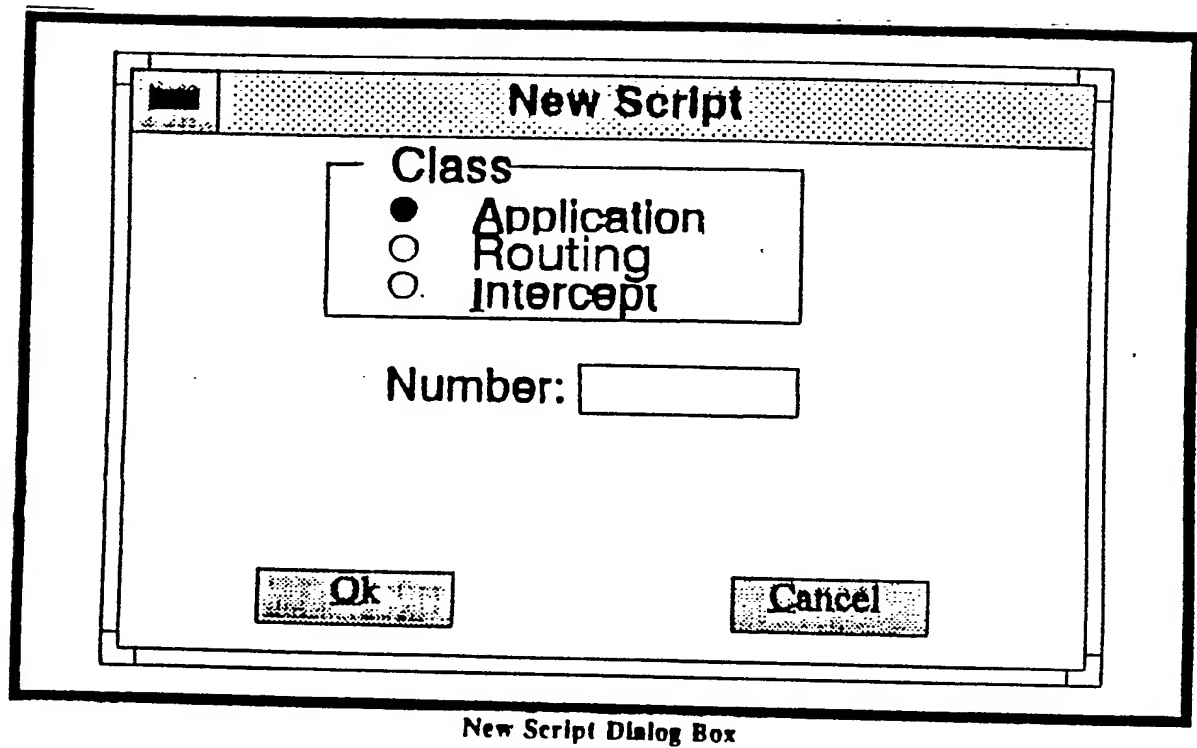 New Script
Class
Application
Routing
Intercept
Number:
Ok
Cancel
New Script Dialog Box